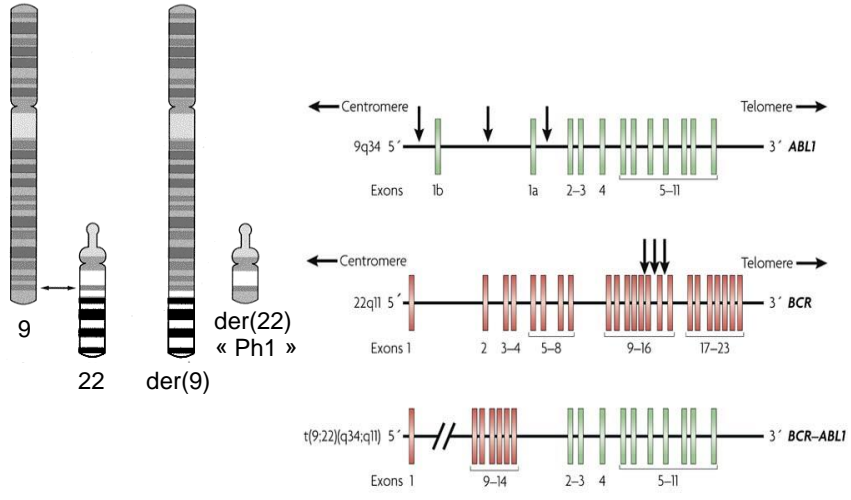 9
22
der(9)
der(22)
« Ph1 »
Centromere
Telomere
9q34 5´
3´ ABL1
Exons 1b 1a 2–3 4 5–11
Centromere
Telomere
22q11 5´
3´ BCR
Exons 1 2 3–4 5–8 9–16 17–23
t(9;22)(q34;q11) 5´
3´ BCR–ABL1
Exons 1 9–14 2–3 4 5–11